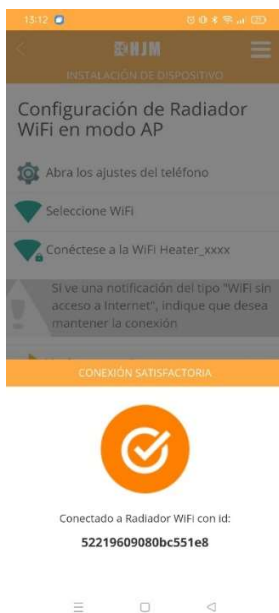 13:12
HJM
INSTALACIÓN DE DISPOSITIVO
Configuración de Radiador
WiFi en modo AP
Abra los ajustes del teléfono
Seleccione WiFi
Conéctese a la WiFi Heater_xxxx
Si ve una notificación del tipo "WiFi sin
acceso a Internet", indique que desea
mantener la conexión
CONEXIÓN SATISFACTORIA
Conectado a Radiador WiFi con id:
52219609080bc551e8